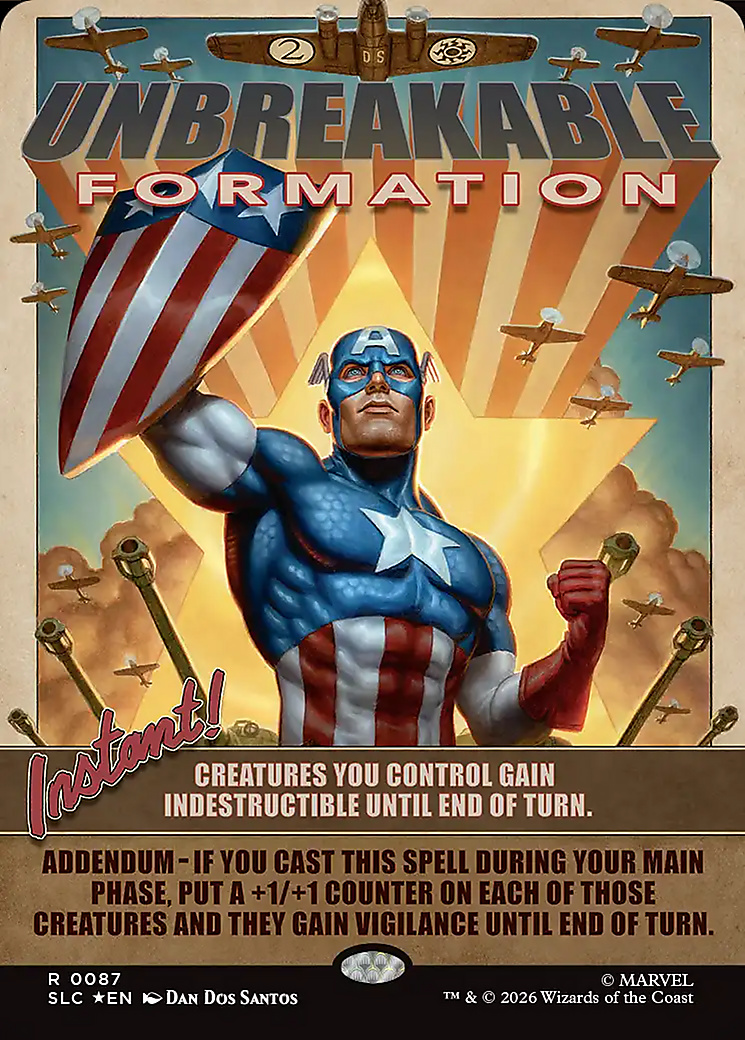 2 DS
UNBREAKABLE
FORMATION
A
Instant!
CREATURES YOU CONTROL GAIN
INDESTRUCTIBLE UNTIL END OF TURN.
ADDENDUM-IF YOU CAST THIS SPELL DURING YOUR MAIN
PHASE, PUT A +1/+1 COUNTER ON EACH OF THOSE
CREATURES AND THEY GAIN VIGILANCE UNTIL END OF TURN.
R 0087
© MARVEL
SLC ★EN Dan Dos Santos
™ & © 2026 Wizards of the Coast